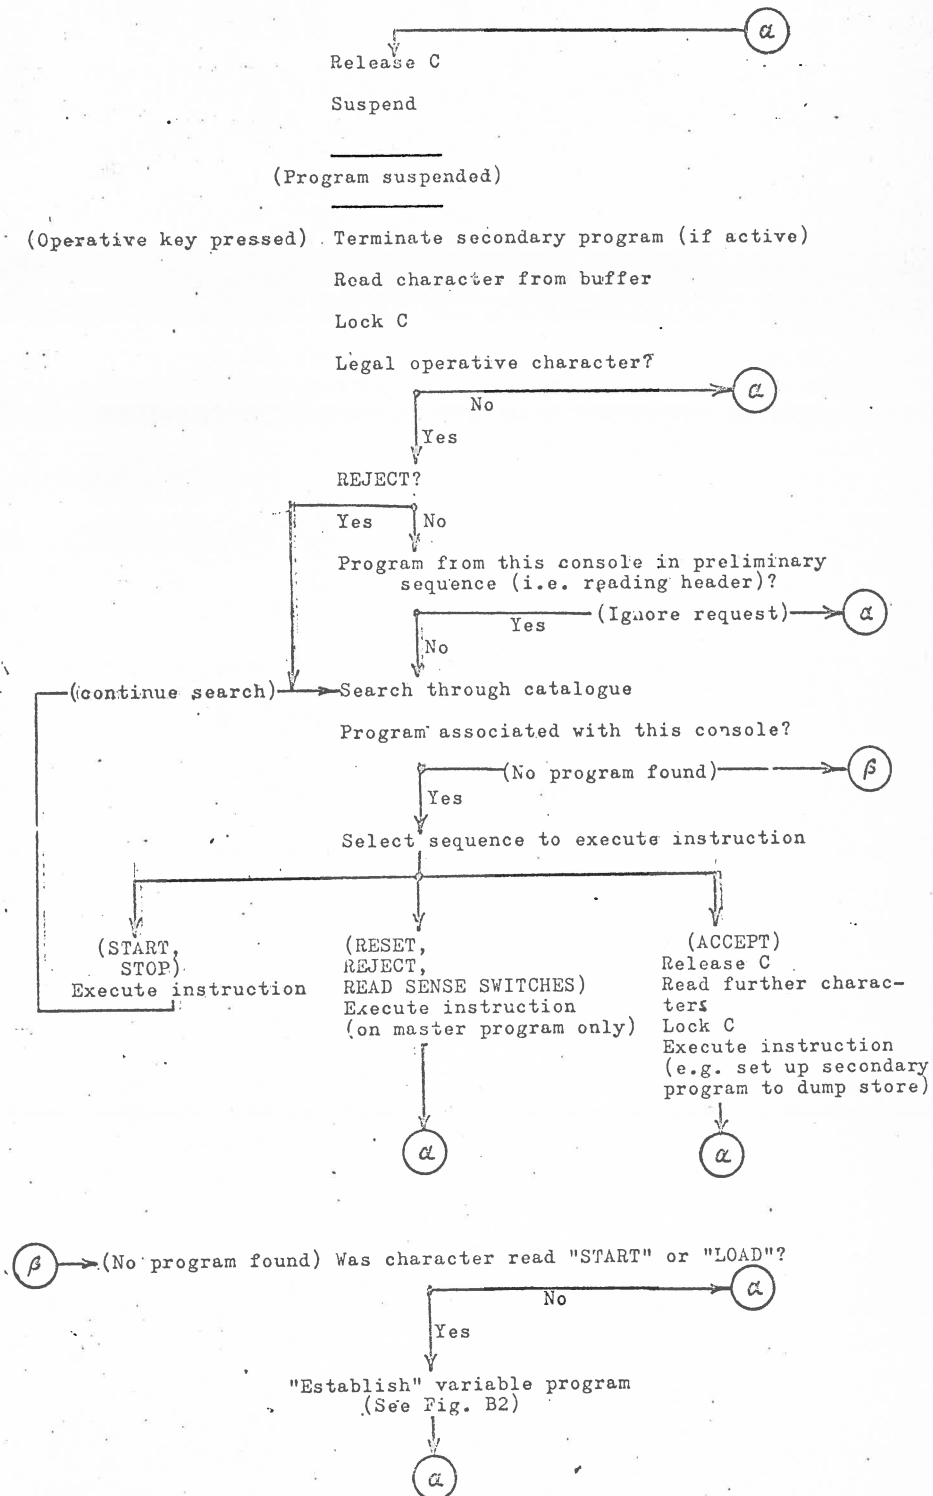 α
Release C
Suspend
(Program suspended)
(Operative key pressed) Terminate secondary program (if active)
Read character from buffer
Lock C
Legal operative character?
No
α
Yes
REJECT?
Yes
No
Program from this console in preliminary
sequence (i.e. reading header)?
Yes
(Ignore request)
α
No
(continue search)
Search through catalogue
Program associated with this console?
(No program found)
β
Yes
Select sequence to execute instruction
(START,
STOP)
Execute instruction
(RESET,
REJECT,
READ SENSE SWITCHES)
Execute instruction
(on master program only)
α
(ACCEPT)
Release C
Read further charac-
ters
Lock C
Execute instruction
(e.g. set up secondary
program to dump store)
α
β
(No program found) Was character read "START" or "LOAD"?
No
α
Yes
"Establish" variable program
(See Fig. B2)
α